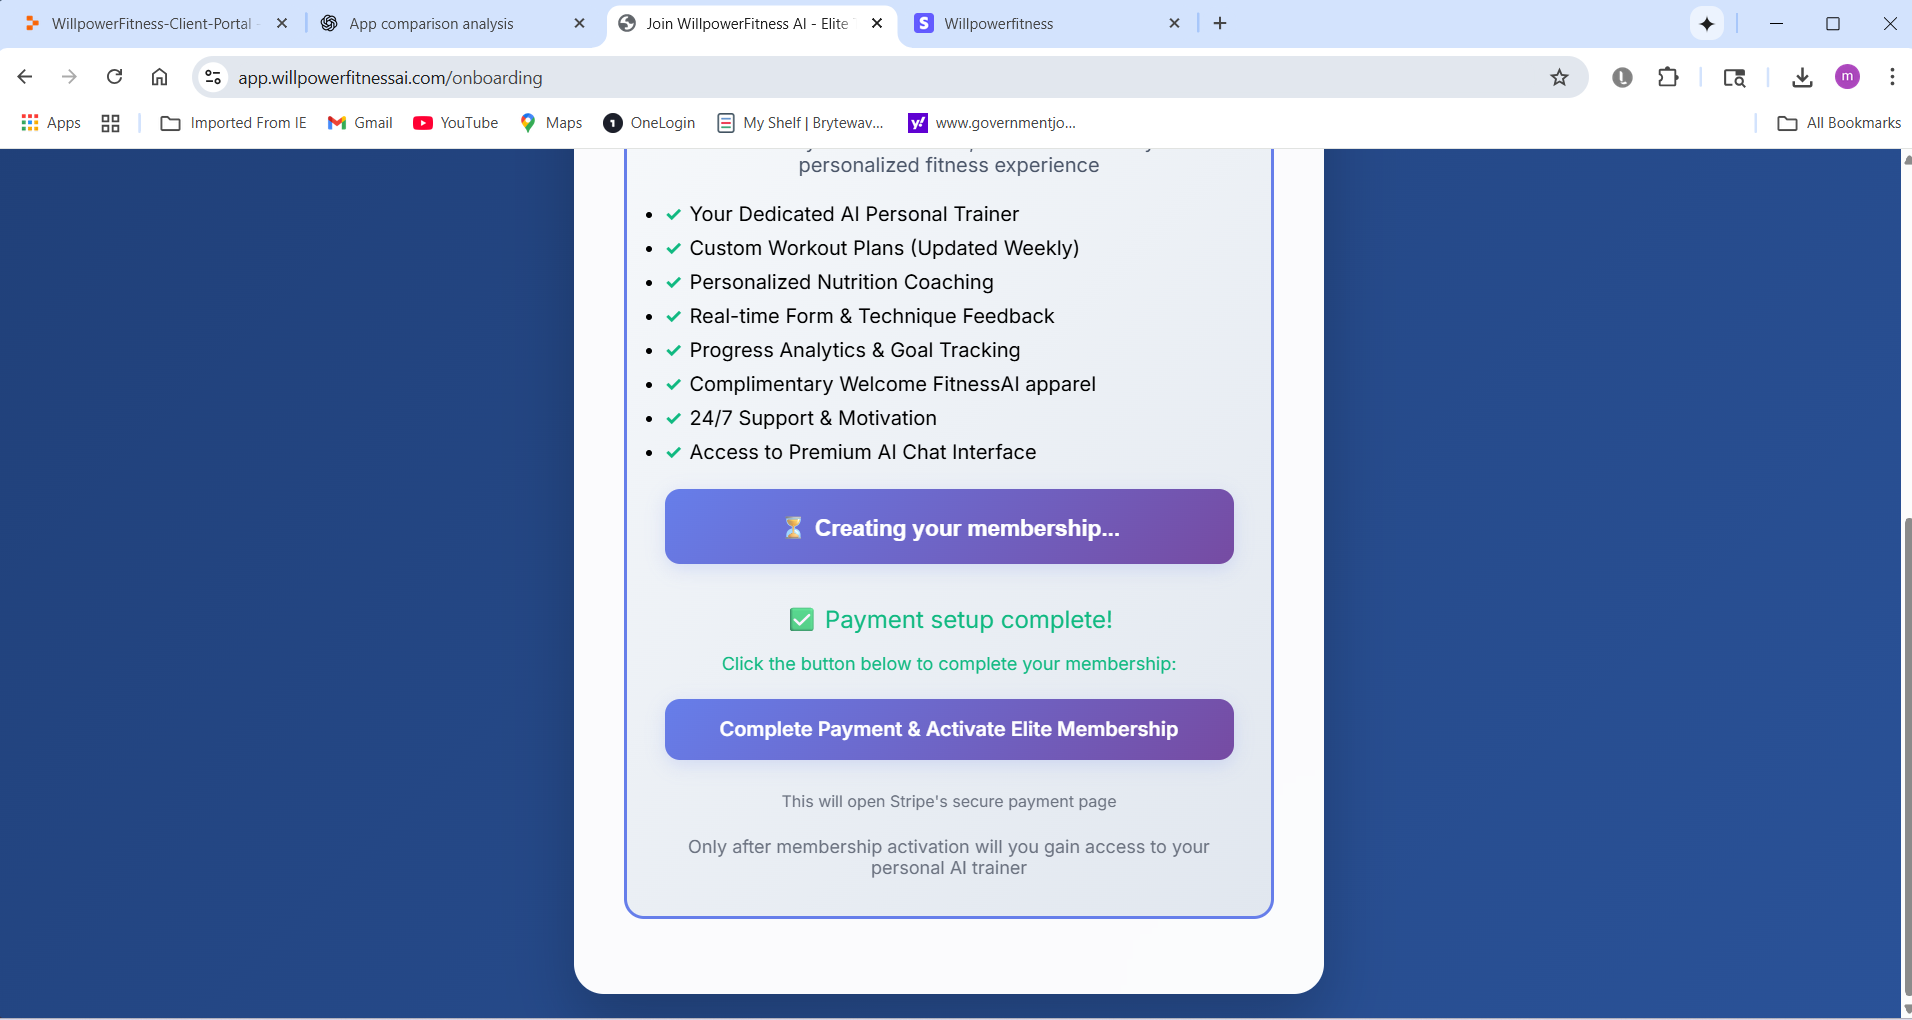 WillpowerFitness-Client-Portal
App comparison analysis
Join WillpowerFitness AI - Elite
Willpowerfitness
app.willpowerfitnessai.com/onboarding
m
Apps
Imported From IE
Gmail
YouTube
Maps
OneLogin
My Shelf | Brytewav...
www.governmentjo...
All Bookmarks
personalized fitness experience
• ✓ Your Dedicated AI Personal Trainer
• ✓ Custom Workout Plans (Updated Weekly)
• ✓ Personalized Nutrition Coaching
• ✓ Real-time Form & Technique Feedback
• ✓ Progress Analytics & Goal Tracking
• ✓ Complimentary Welcome FitnessAI apparel
• ✓ 24/7 Support & Motivation
• ✓ Access to Premium AI Chat Interface
⏳ Creating your membership...
✅ Payment setup complete!
Click the button below to complete your membership:
Complete Payment & Activate Elite Membership
This will open Stripe's secure payment page
Only after membership activation will you gain access to your
personal AI trainer